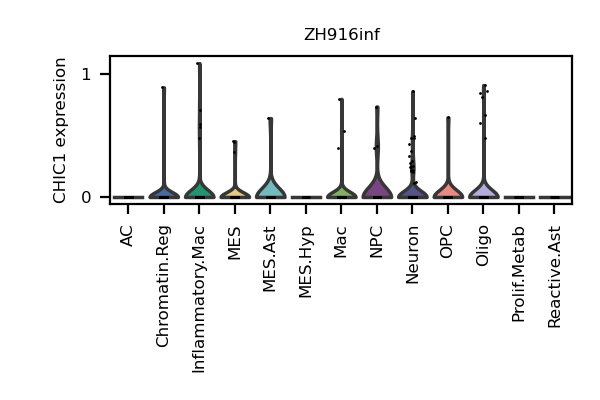 ZH916inf
CHIC1 expression
1
0
AC
Chromatin.Reg
Inflammatory.Mac
MES
MES.Ast
MES.Hyp
Mac
NPC
Neuron
OPC
Oligo
Prolif.Metab
Reactive.Ast